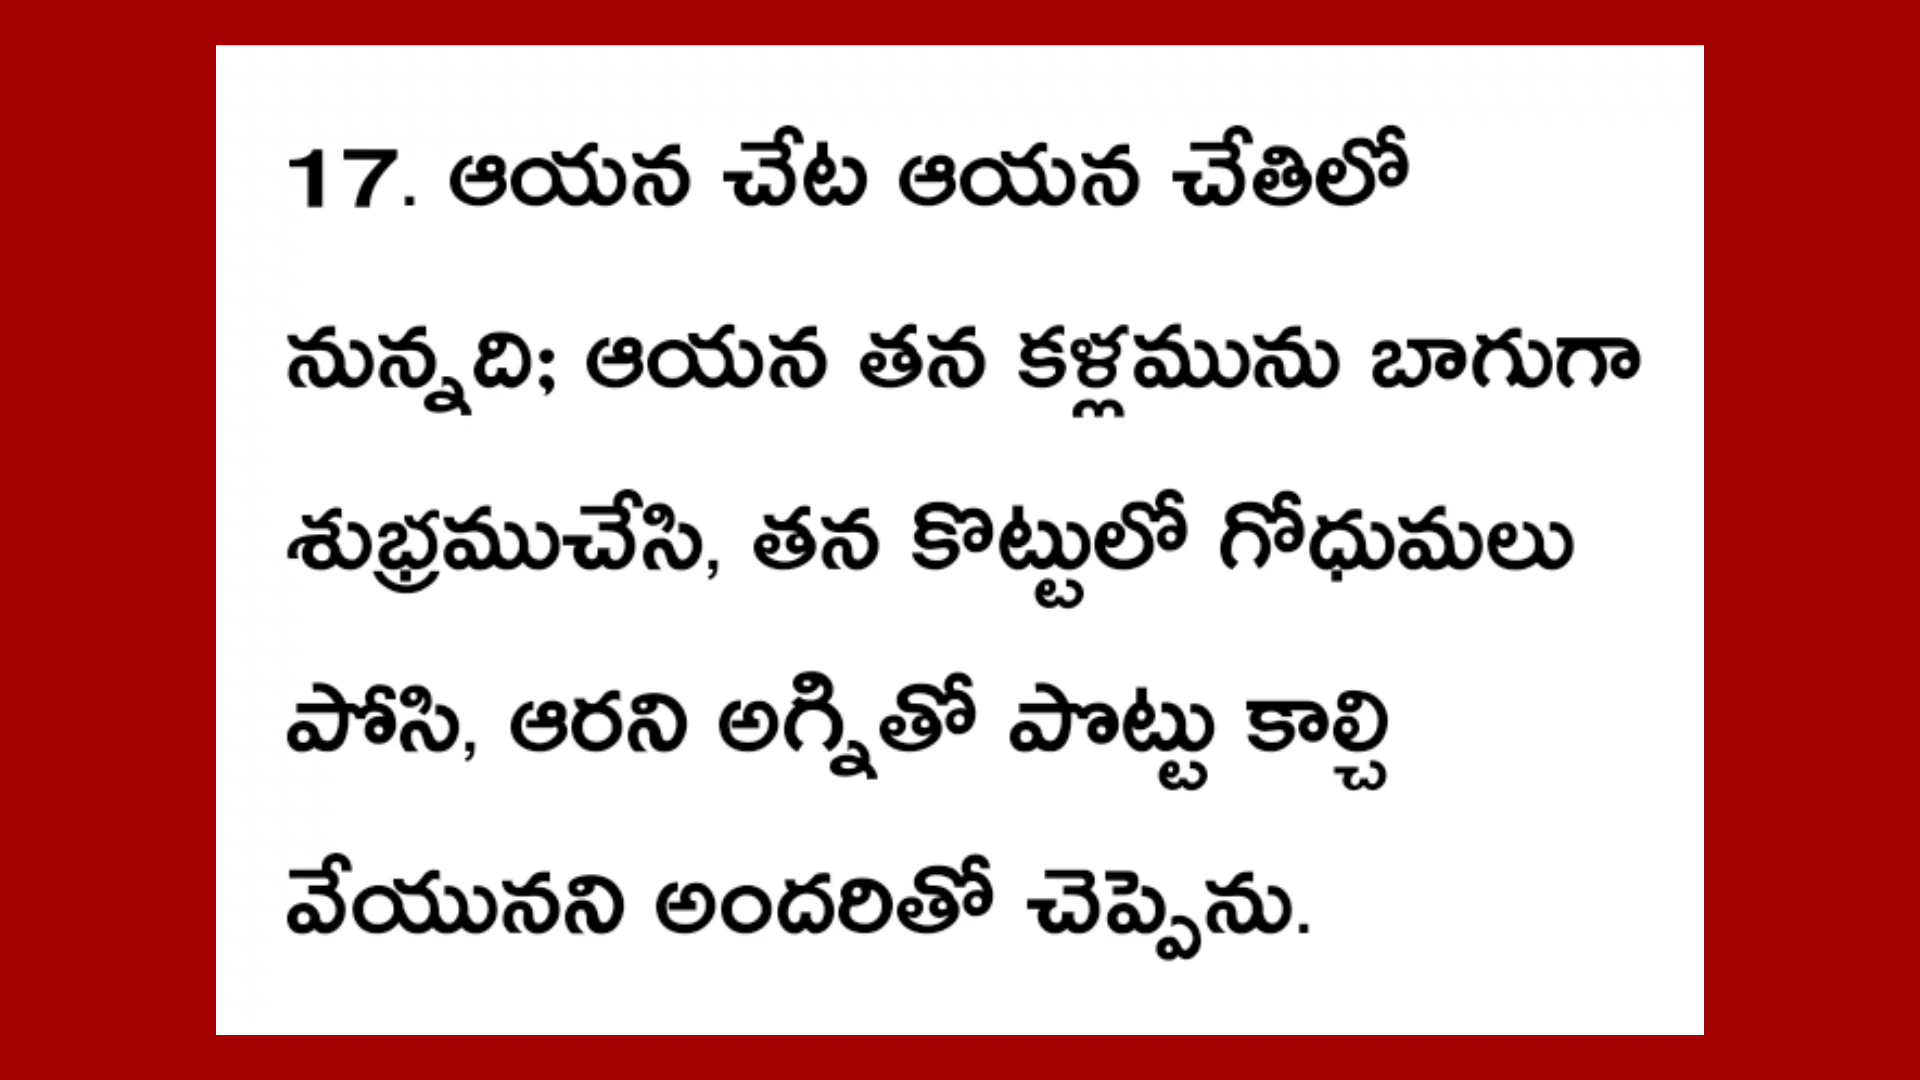 17. ఆయన చేట ఆయన చేతిలో
నున్నది; ఆయన తన కళ్లమును బాగుగా
శుభ్రముచేసి, తన కొట్టులో గోధుమలు
పోసి, ఆరని అగ్నితో పొట్టు కాల్చి
వేయునని అందరితో చెప్పెను.